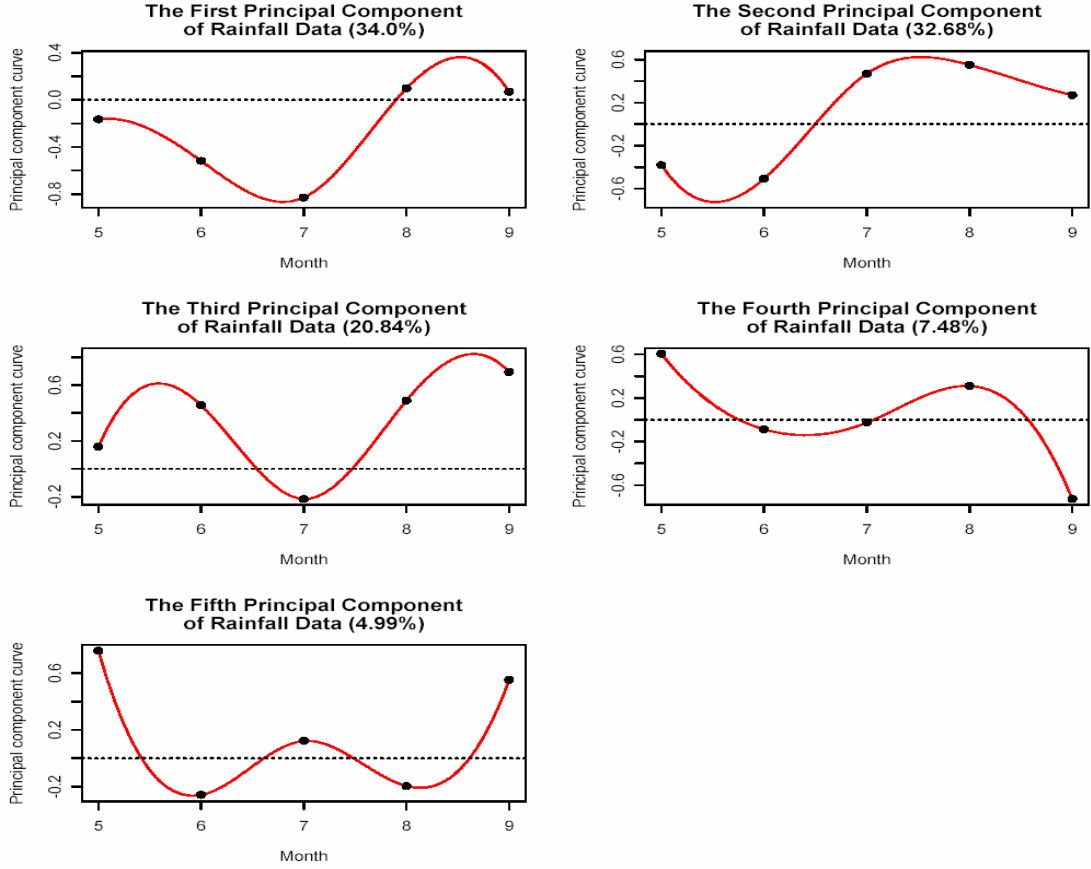 The First Principal Component
of Rainfall Data (34.0%)
Principal component curve
0.4
0.0
-0.4
-0.8
5 6 7 8 9
Month
The Second Principal Component
of Rainfall Data (32.68%)
Principal component curve
0.6
0.2
-0.2
-0.6
5 6 7 8 9
Month
The Third Principal Component
of Rainfall Data (20.84%)
Principal component curve
0.6
0.2
-0.2
5 6 7 8 9
Month
The Fourth Principal Component
of Rainfall Data (7.48%)
Principal component curve
0.6
0.2
-0.2
-0.6
5 6 7 8 9
Month
The Fifth Principal Component
of Rainfall Data (4.99%)
Principal component curve
0.6
0.2
-0.2
5 6 7 8 9
Month